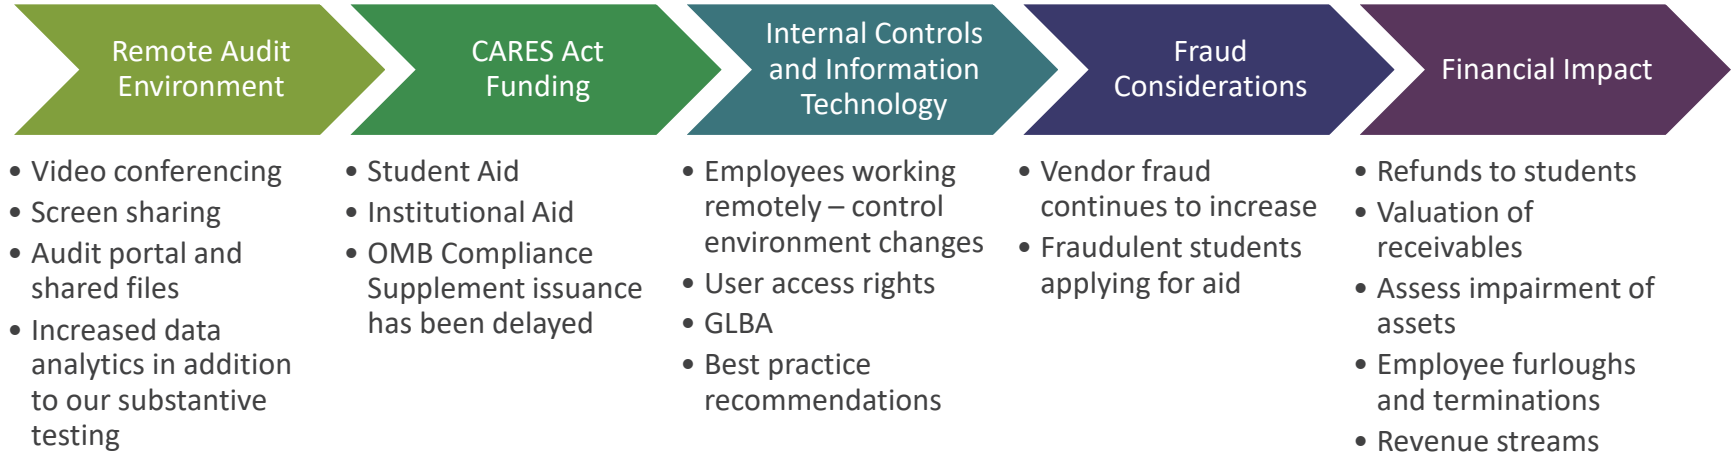 Remote Audit
Environment
• Video conferencing
• Screen sharing
• Audit portal and
shared files
• Increased data
analytics in addition
to our substantive
testing
CARES Act
Funding
• Student Aid
• Institutional Aid
• OMB Compliance
Supplement issuance
has been delayed
Internal Controls
and Information
Technology
• Employees working
remotely – control
environment changes
• User access rights
• GLBA
• Best practice
recommendations
Fraud
Considerations
• Vendor fraud
continues to increase
• Fraudulent students
applying for aid
Financial Impact
• Refunds to students
• Valuation of
receivables
• Assess impairment of
assets
• Employee furloughs
and terminations
• Revenue streams